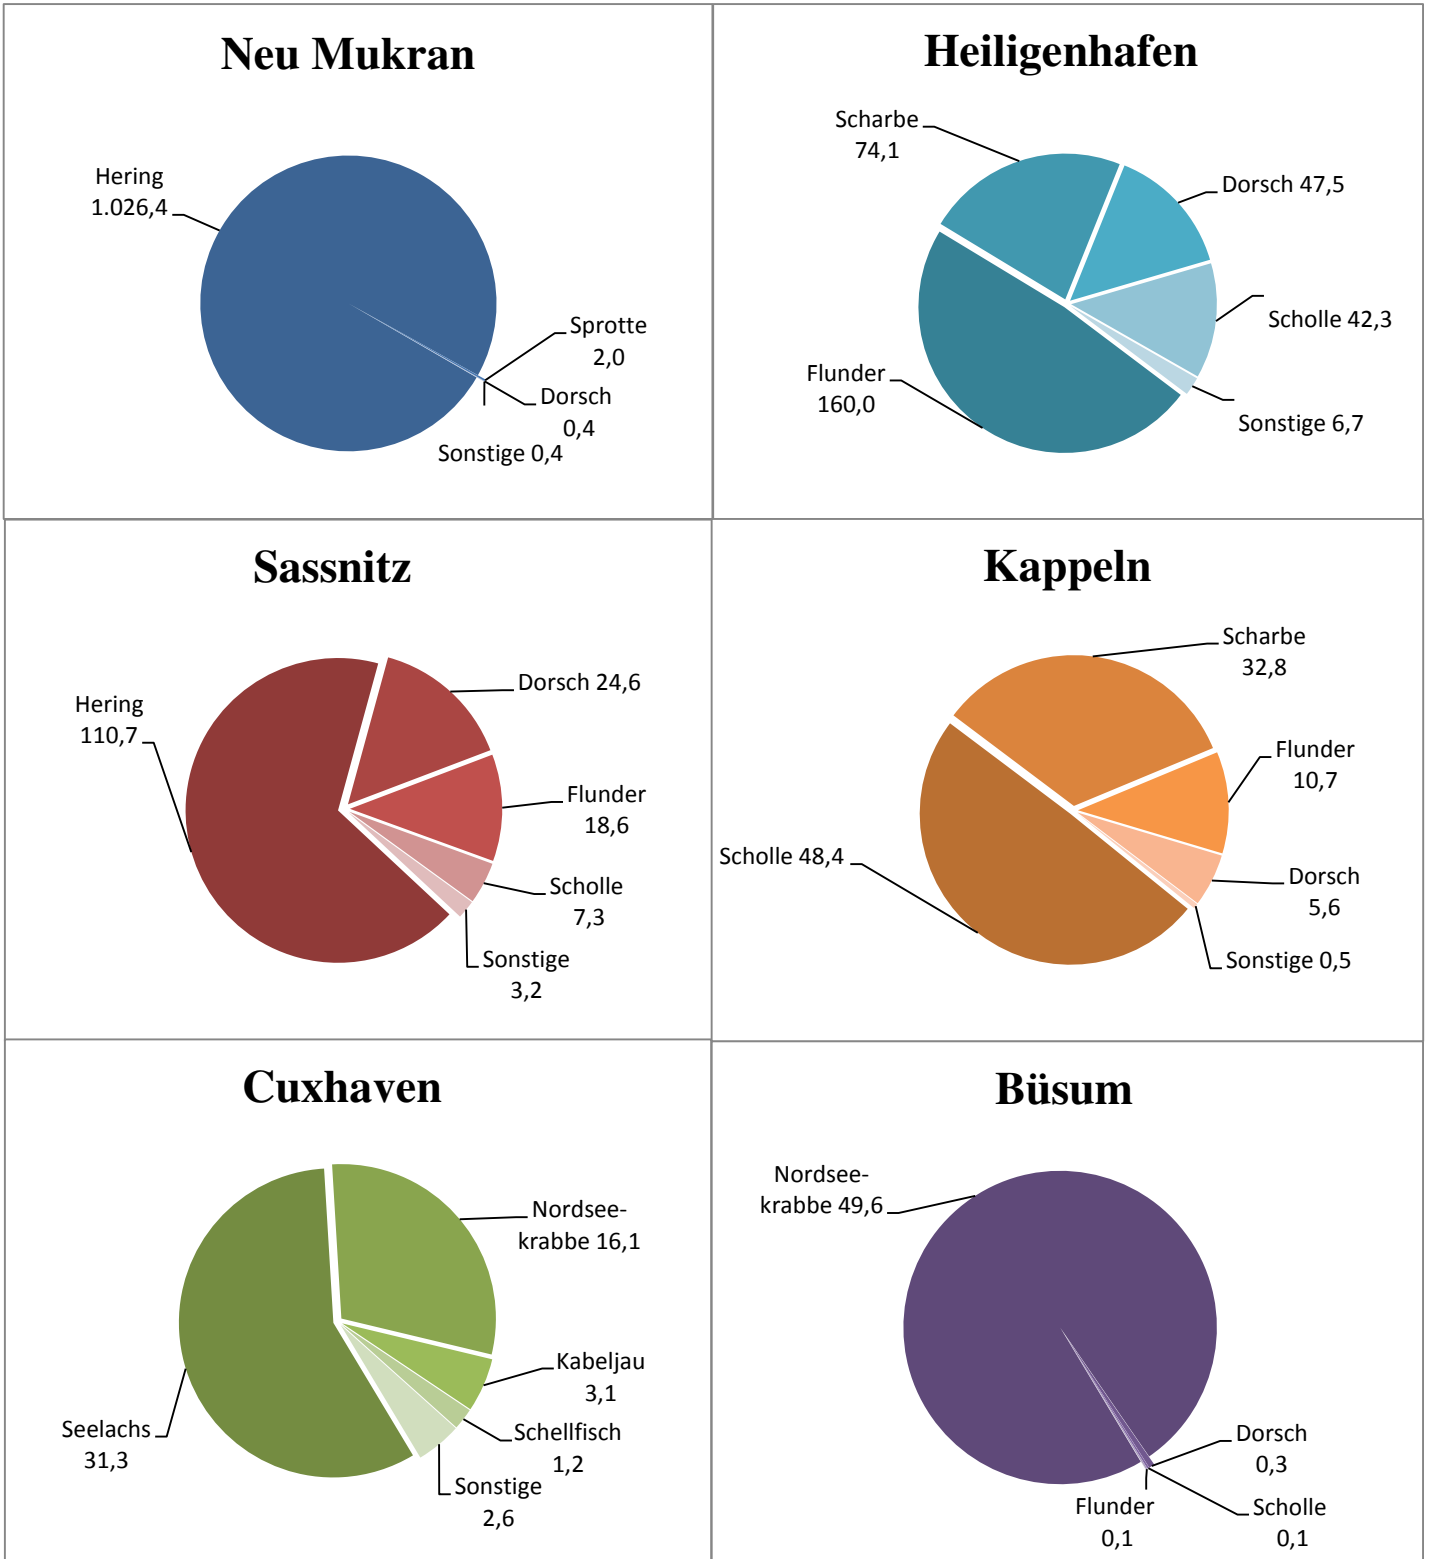 Neu Mukran
Hering
1.026,4
Sprotte
2,0
Dorsch
0,4
Sonstige 0,4
Heiligenhafen
Scharbe
74,1
Dorsch 47,5
Scholle 42,3
Flunder
160,0
Sonstige 6,7
Sassnitz
Dorsch 24,6
Hering
110,7
Flunder
18,6
Scholle
7,3
Sonstige
3,2
Kappeln
Scharbe
32,8
Flunder
10,7
Scholle 48,4
Dorsch
5,6
Sonstige 0,5
Cuxhaven
Nordsee-
krabbe 16,1
Kabeljau
3,1
Seelachs
31,3
Schellfisch
1,2
Sonstige
2,6
Büsum
Nordsee-
krabbe 49,6
Dorsch
0,3
Flunder
0,1
Scholle
0,1